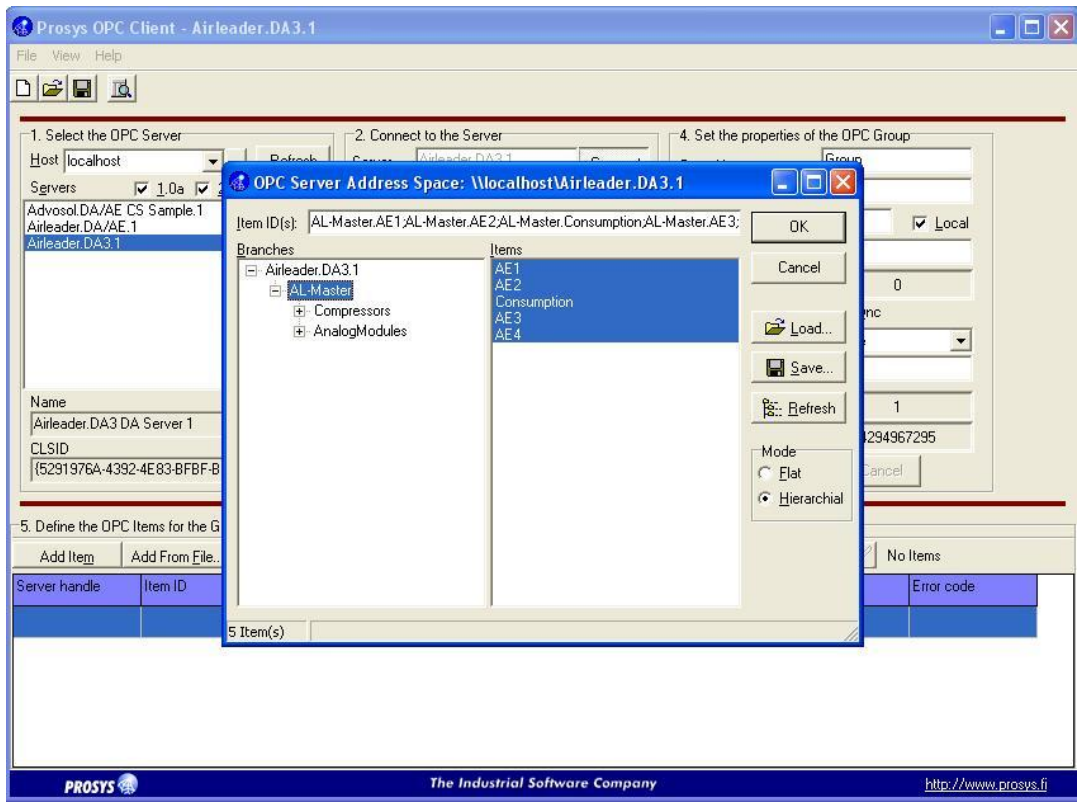 Prosys OPC Client - Airleader.DA3.1
File View Help
1. Select the OPC Server
2. Connect to the Server
4. Set the properties of the OPC Group
Host localhost
Refresh
Airleader.DA3.1
Group
Servers 1.0a
Local
Advosol.DA/AE CS Sample.1
Airleader.DA/AE.1
Airleader.DA3.1
0
Name
Airleader.DA3 DA Server 1
1
CLSID
{5291976A-4392-4E83-BFBF-B
4294967295
Cancel
OPC Server Address Space: \\localhost\Airleader.DA3.1
Item ID(s): AL-Master.AE1;AL-Master.AE2;AL-Master.Consumption;AL-Master.AE3;
OK
Cancel
Branches
Airleader.DA3.1
AL-Master
Compressors
AnalogModules
Items
AE1
AE2
Consumption
AE3
AE4
Load...
Save...
Refresh
Mode
Flat
Hierarchial
5 Item(s)
5. Define the OPC Items for the G
Add Item Add From File..
No Items
Server handle Item ID Error code
PROSYS The Industrial Software Company http://www.prosys.fi